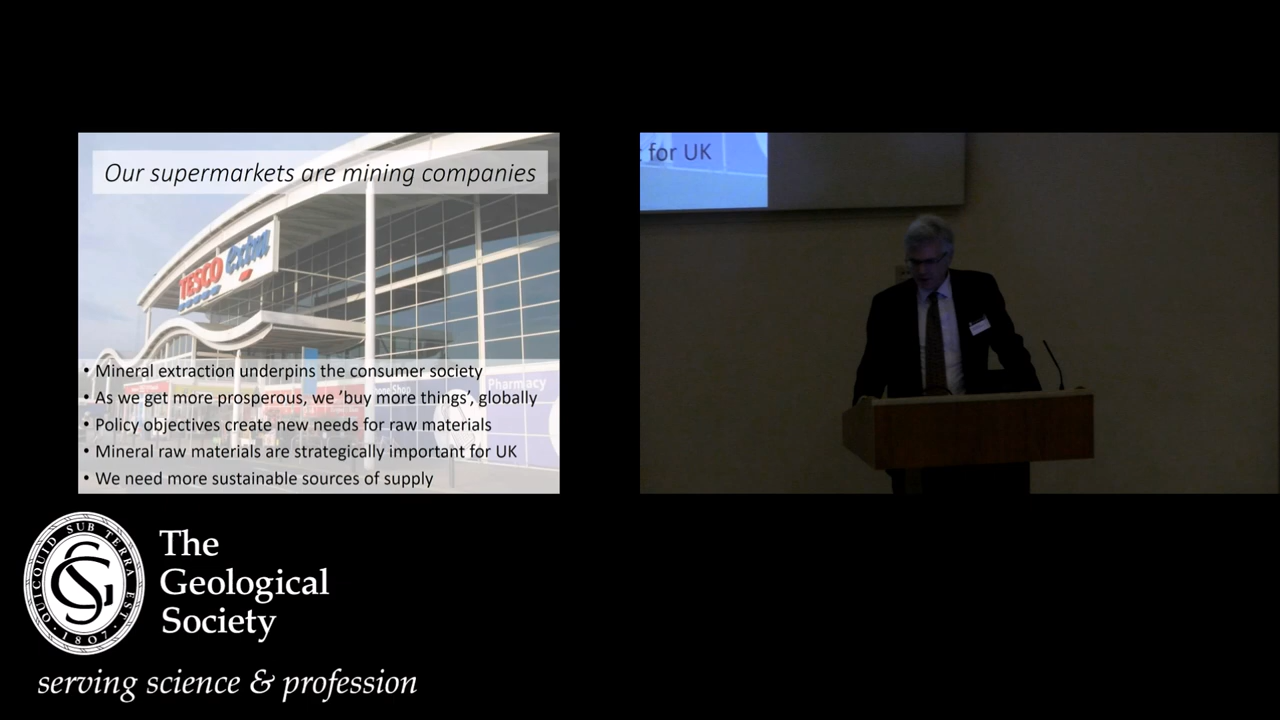 Our supermarkets are mining companies
TESCO extra
Pharmacy
• Mineral extraction underpins the consumer society
• As we get more prosperous, we ’buy more things’, globally
• Policy objectives create new needs for raw materials
• Mineral raw materials are strategically important for UK
• We need more sustainable sources of supply
for UK
QUICQUID SUB TERRA EST
· 1807 ·
The
Geological
Society
serving science & profession